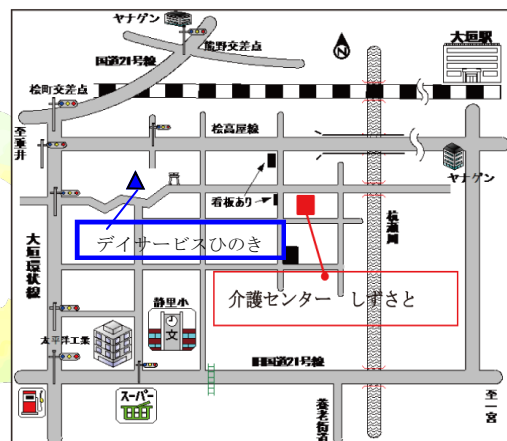 ヤナゲン
熊野交差点
大垣駅
国道21号線
桧町交差点
至垂井
桧高屋線
ヤナゲン
看板あり
デイサービスひのき
杭瀬川
大垣環状線
介護センター しずさと
静里小
文
太平洋工業
旧国道21号線
スーパー
養老街道
至一宮